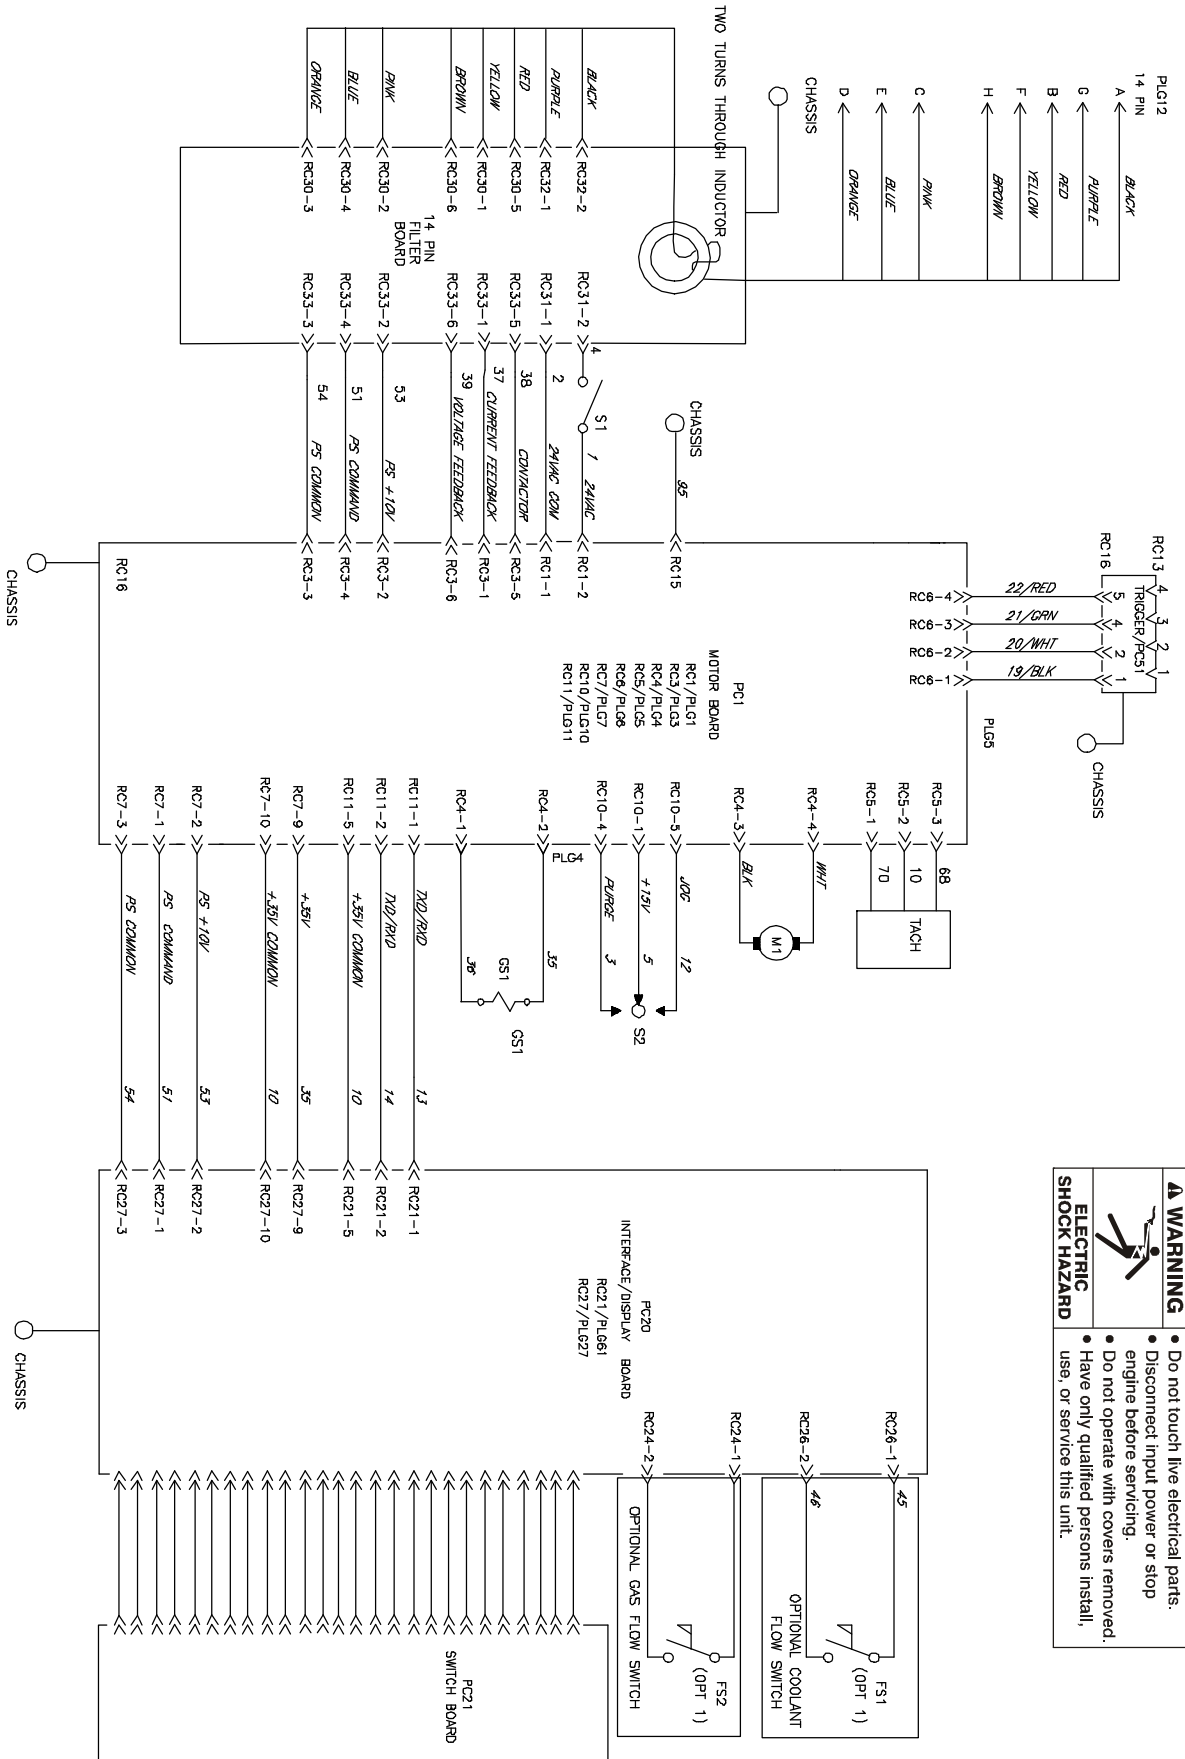 PLG12
14 PIN
A
G
B
F
H
C
E
D
BLACK
PURPLE
RED
YELLOW
BROWN
PINK
BLUE
ORANGE
CHASSIS
TWO TURNS THROUGH INDUCTOR
BLACK
PURPLE
RED
YELLOW
BROWN
PINK
BLUE
ORANGE
RC32-2
RC32-1
RC30-5
RC30-1
RC30-6
RC30-2
RC30-4
RC30-3
14 PIN
FILTER
BOARD
RC31-2
RC31-1
RC33-5
RC33-1
RC33-6
RC33-2
RC33-4
RC33-3
4
S1
1 24VAC
2 24VAC COM
38 CONTACTOR
37 CURRENT FEEDBACK
39 VOLTAGE FEEDBACK
53 PS +10V
51 PS COMMAND
54 PS COMMON
CHASSIS
95
RC15
RC1-2
RC1-1
RC3-5
RC3-1
RC3-6
RC3-2
RC3-4
RC3-3
RC16
CHASSIS
RC13
RC16
4
3
2
1
TRIGGER/PC51
5
4
2
1
22/RED
21/GRN
20/WHT
19/BLK
RC6-4
RC6-3
RC6-2
RC6-1
CHASSIS
PLG5
PC1
MOTOR BOARD
RC1/PLG1
RC3/PLG3
RC4/PLG4
RC5/PLG5
RC6/PLG6
RC7/PLG7
RC10/PLG10
RC11/PLG11
RC5-3
RC5-2
RC5-1
68
10
70
TACH
RC4-4
RC4-3
WHT
BLK
M1
RC10-5
RC10-1
RC10-4
JOG 12
+15V 5
PURGE 3
S2
PLG4
RC4-2
RC4-1
35
36
GS1
GS1
RC11-1
RC11-2
RC11-5
RC7-9
RC7-10
RC7-2
RC7-1
RC7-3
TXD/RXD 13
TXD/RXD 14
+35V COMMON 10
+35V 35
+35V COMMON 10
PS +10V 53
PS COMMAND 51
PS COMMON 54
RC21-1
RC21-2
RC21-5
RC27-9
RC27-10
RC27-2
RC27-1
RC27-3
PC20
INTERFACE/DISPLAY BOARD
RC21/PLG61
RC27/PLG27
CHASSIS
RC26-1
RC26-2
RC24-1
RC24-2
45
46
FS1
(OPT 1)
OPTIONAL COOLANT
FLOW SWITCH
FS2
(OPT 1)
OPTIONAL GAS FLOW SWITCH
PC21
SWITCH BOARD
WARNING
ELECTRIC
SHOCK HAZARD
• Do not touch live electrical parts.
• Disconnect input power or stop
engine before servicing.
• Do not operate with covers removed.
• Have only qualified persons install,
use, or service this unit.